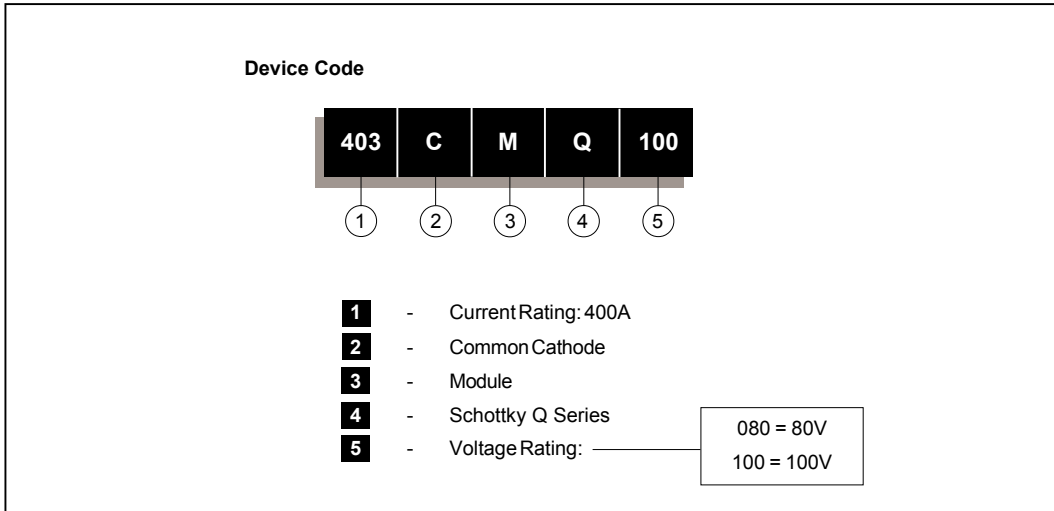 Device Code
403 C M Q 100
1 2 3 4 5
1 - Current Rating: 400A
2 - Common Cathode
3 - Module
4 - Schottky Q Series
5 - Voltage Rating:
080 = 80V
100 = 100V